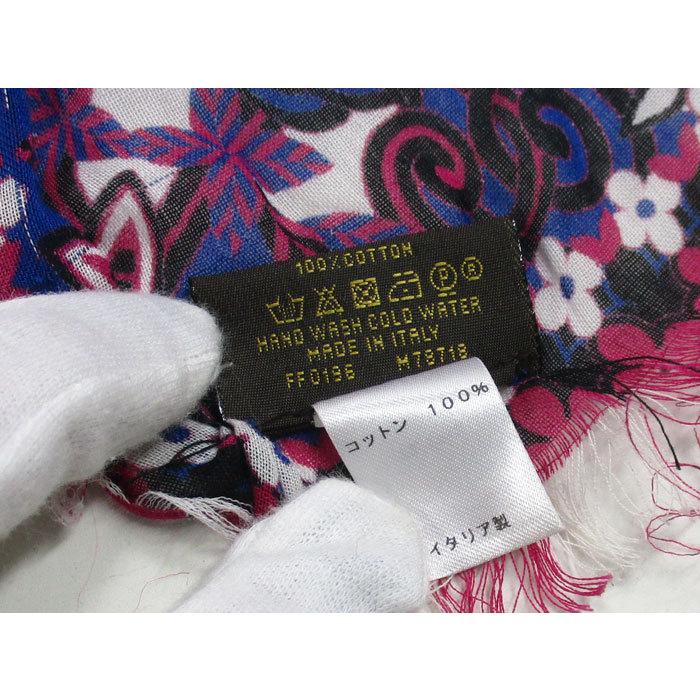 100%COTTON
HAND WASH COLD WATER
MADE IN ITALY
FF0196 M78718
コットン 100%
イタリア製